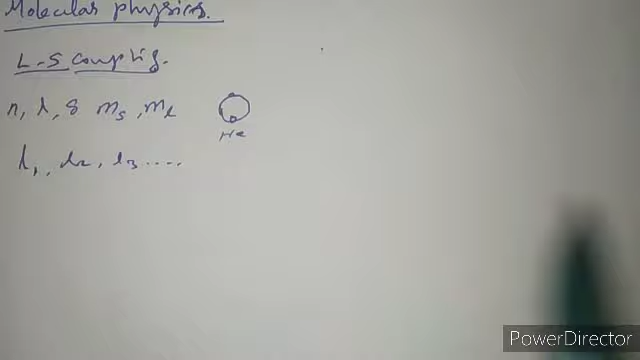 Molecular physics.
L-S coupling.
n, l, s ms, ml
He
l1, l2, l3 ....
PowerDirector